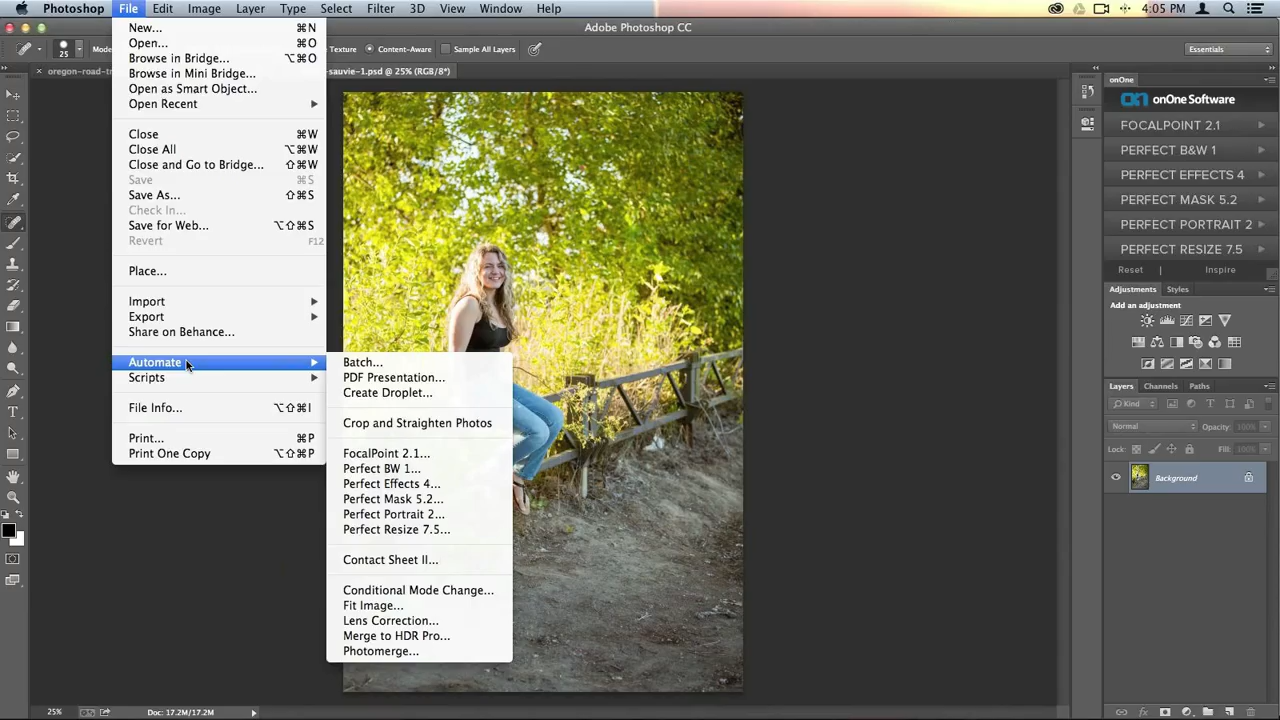 Photoshop File Edit Image Layer Type Select Filter 3D View Window Help 4:05 PM
Adobe Photoshop CC
25 Mode Texture Content-Aware Sample All Layers Essentials
oregon-road-tr -sauvie-1.psd @ 25% (RGB/8*)
New... ⌘N
Open... ⌘O
Browse in Bridge... ⌥⌘O
Browse in Mini Bridge...
Open as Smart Object...
Open Recent
Close ⌘W
Close All ⌥⌘W
Close and Go to Bridge... ⇧⌘W
Save ⌘S
Save As... ⇧⌘S
Check In...
Save for Web... ⌥⇧⌘S
Revert F12
Place...
Import
Export
Share on Behance...
Automate
Scripts
File Info... ⌥⇧⌘I
Print... ⌘P
Print One Copy ⌥⇧⌘P
Batch...
PDF Presentation...
Create Droplet...
Crop and Straighten Photos
FocalPoint 2.1...
Perfect BW 1...
Perfect Effects 4...
Perfect Mask 5.2...
Perfect Portrait 2...
Perfect Resize 7.5...
Contact Sheet II...
Conditional Mode Change...
Fit Image...
Lens Correction...
Merge to HDR Pro...
Photomerge...
onOne
on onOne Software
FOCALPOINT 2.1
PERFECT B&W 1
PERFECT EFFECTS 4
PERFECT MASK 5.2
PERFECT PORTRAIT 2
PERFECT RESIZE 7.5
Reset | Inspire
Adjustments Styles
Add an adjustment
Layers Channels Paths
Kind
Normal Opacity:
Lock: Fill:
Background
25% Doc: 17.2M/17.2M